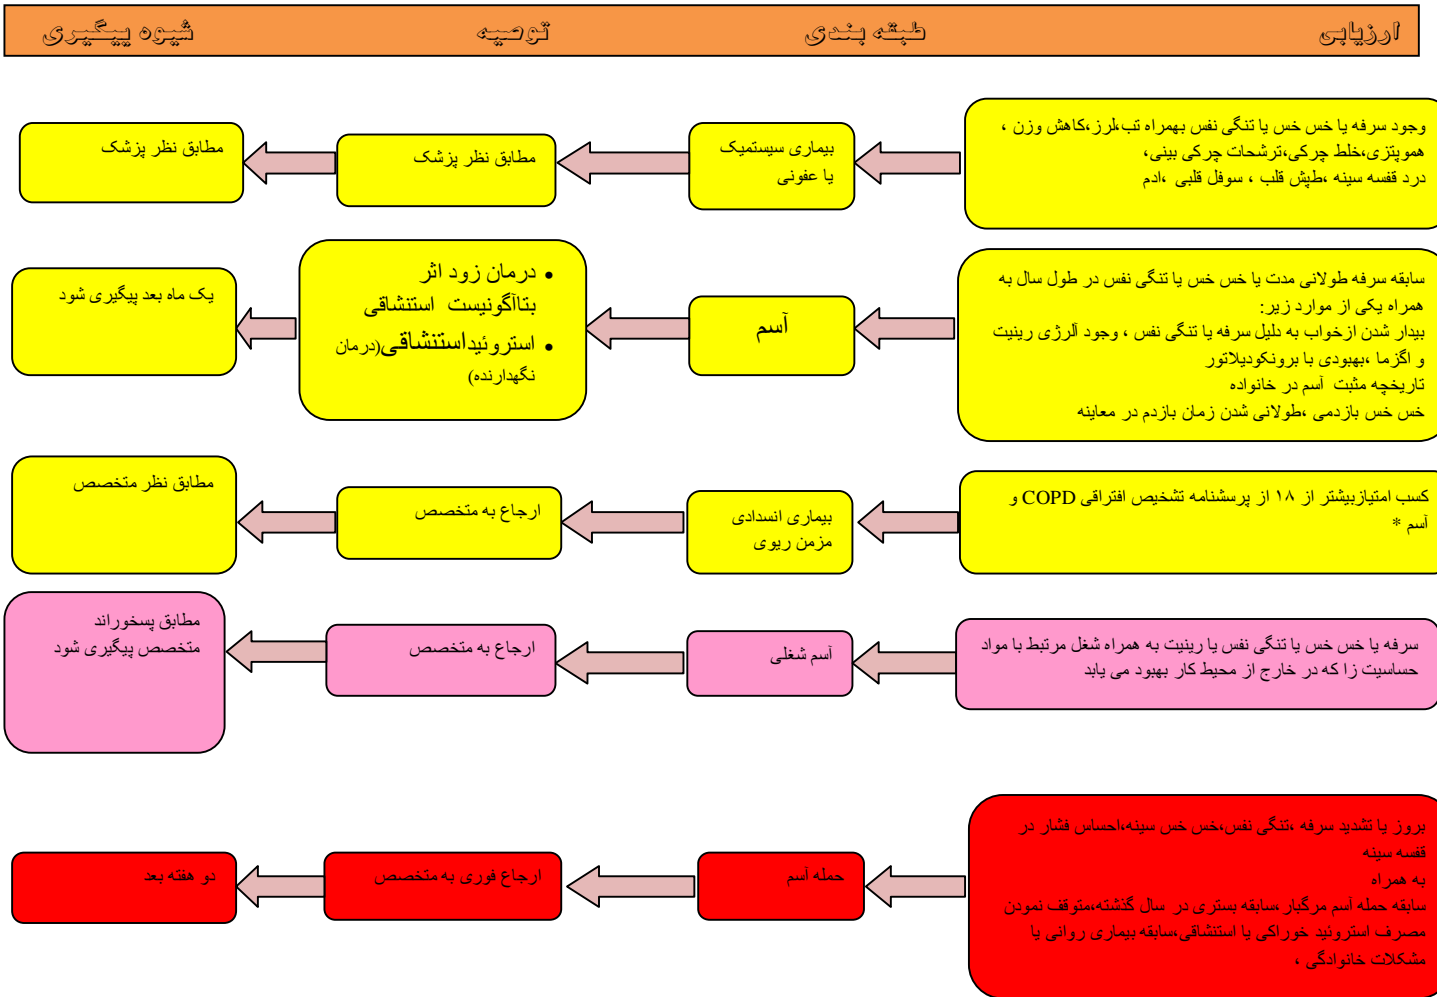 ارزیابی
طبقه بندی
توصیه
شیوه پیگیری
وجود سرفه یا خس خس یا تنگی نفس بهمراه تب،لرز،کاهش وزن ،
هموپتزی،خلط چرکی،ترشحات چرکی بینی،
درد قفسه سینه ،طپش قلب ، سوفل قلبی ،ادم
بیماری سیستمیک
یا عفونی
مطابق نظر پزشک
مطابق نظر پزشک
سابقه سرفه طولانی مدت یا خس خس یا تنگی نفس در طول سال به
همراه یکی از موارد زیر:
بیدار شدن ازخواب به دلیل سرفه یا تنگی نفس ، وجود آلرژی رینیت
و اگزما ،بهبودی با برونکودیلاتور
تاریخچه مثبت آسم در خانواده
خس خس بازدمی ،طولانی شدن زمان بازدم در معاینه
آسم
• درمان زود اثر
بتاآگونیست استنشاقی
• استروئیداستنشاقی(درمان
نگهدارنده)
یک ماه بعد پیگیری شود
کسب امتیازبیشتر از ۱۸ از پرسشنامه تشخیص افتراقی COPD و
آسم *
بیماری انسدادی
مزمن ریوی
ارجاع به متخصص
مطابق نظر متخصص
سرفه یا خس خس یا تنگی نفس یا رینیت به همراه شغل مرتبط با مواد
حساسیت زا که در خارج از محیط کار بهبود می یابد
آسم شغلی
ارجاع به متخصص
مطابق پسخوراند
متخصص پیگیری شود
بروز یا تشدید سرفه ،تنگی نفس،خس خس سینه،احساس فشار در
قفسه سینه
به همراه
سابقه حمله آسم مرگبار،سابقه بستری در سال گذشته،متوقف نمودن
مصرف استروئید خوراکی یا استنشاقی،سابقه بیماری روانی یا
مشکلات خانوادگی ،
حمله آسم
ارجاع فوری به متخصص
دو هفته بعد